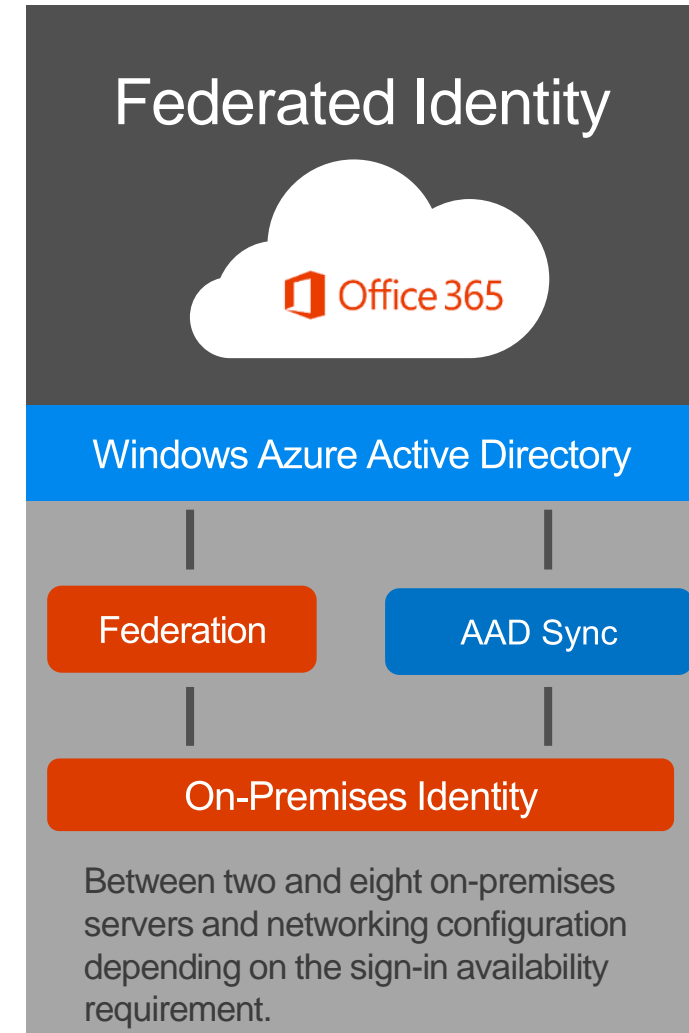 Federated Identity
Office 365
Windows Azure Active Directory
Federation
AAD Sync
On-Premises Identity
Between two and eight on-premises
servers and networking configuration
depending on the sign-in availability
requirement.